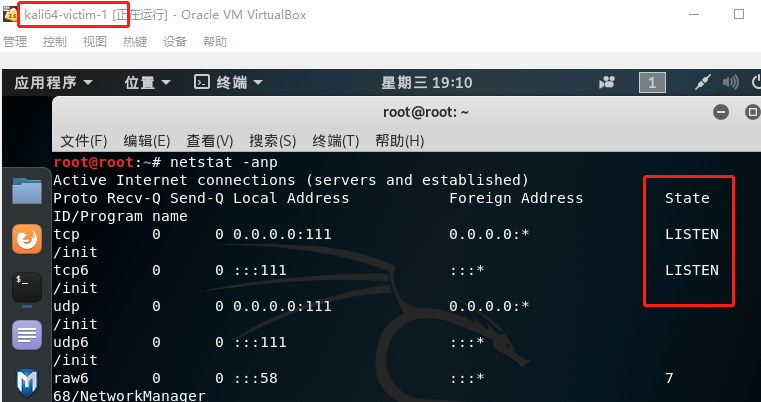 kali64-victim-1 [正在运行] - Oracle VM VirtualBox
管理 控制 视图 热键 设备 帮助
应用程序 位置 终端 星期三 19:10 1
root@root: ~
文件(F) 编辑(E) 查看(V) 搜索(S) 终端(T) 帮助(H)
root@root:~# netstat -anp
Active Internet connections (servers and established)
Proto Recv-Q Send-Q Local Address Foreign Address State
ID/Program name
tcp 0 0 0.0.0.0:111 0.0.0.0:* LISTEN
/init
tcp6 0 0 :::111 :::* LISTEN
/init
udp 0 0 0.0.0.0:111 0.0.0.0:*
/init
udp6 0 0 :::111 :::*
/init
raw6 0 0 :::58 :::* 7
68/NetworkManager